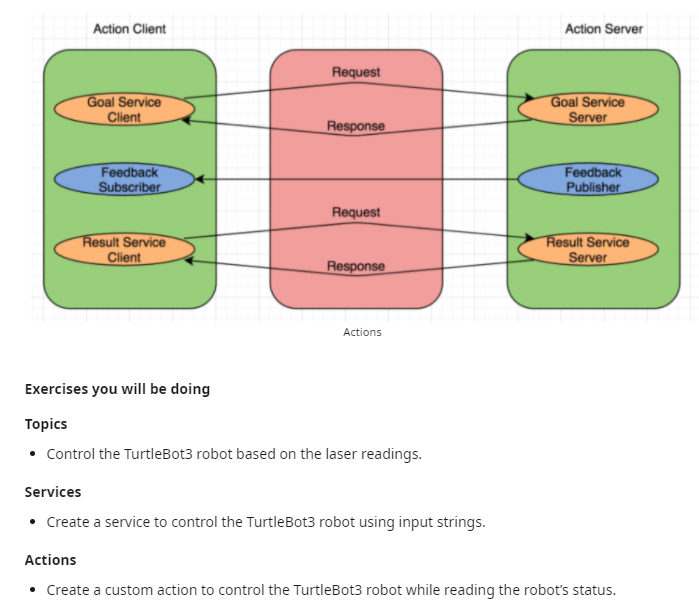 Action Client
Action Server
Request
Goal Service
Client
Goal Service
Server
Response
Feedback
Subscriber
Feedback
Publisher
Request
Result Service
Client
Result Service
Server
Response
Actions
Exercises you will be doing
Topics
• Control the TurtleBot3 robot based on the laser readings.
Services
• Create a service to control the TurtleBot3 robot using input strings.
Actions
• Create a custom action to control the TurtleBot3 robot while reading the robot’s status.